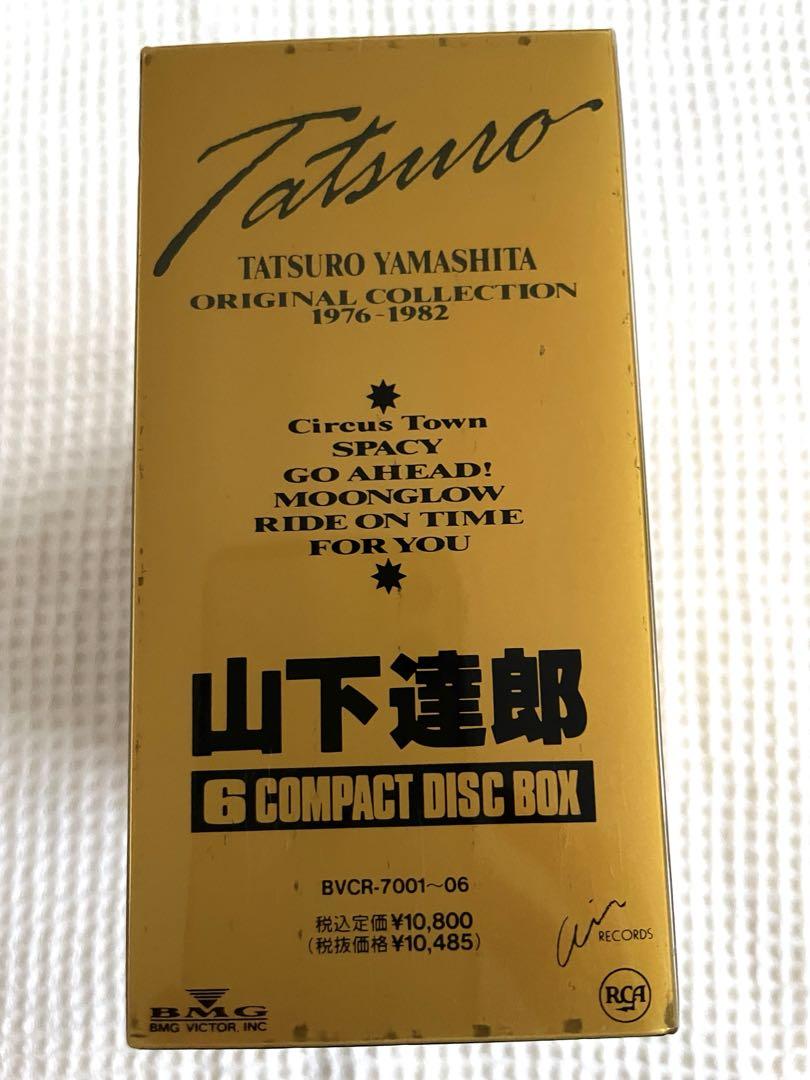 Tatsuro
TATSURO YAMASHITA
ORIGINAL COLLECTION
1976-1982
Circus Town
SPACY
GO AHEAD!
MOONGLOW
RIDE ON TIME
FOR YOU
山下達郎
6 COMPACT DISC BOX
BVCR-7001~06
税込定価¥10,800
(税抜価格¥10,485)
air RECORDS
RCA
BMG
BMG VICTOR, INC